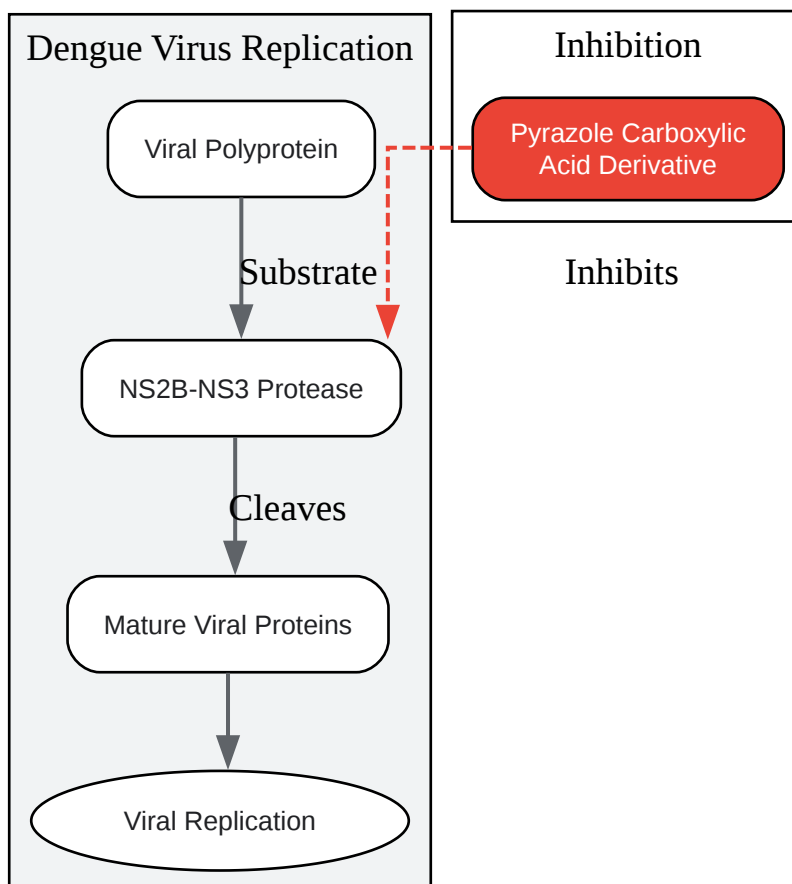 Dengue Virus Replication
Inhibition
Viral Polyprotein
Pyrazole Carboxylic
Acid Derivative
Substrate
Inhibits
NS2B-NS3 Protease
Cleaves
Mature Viral Proteins
Viral Replication